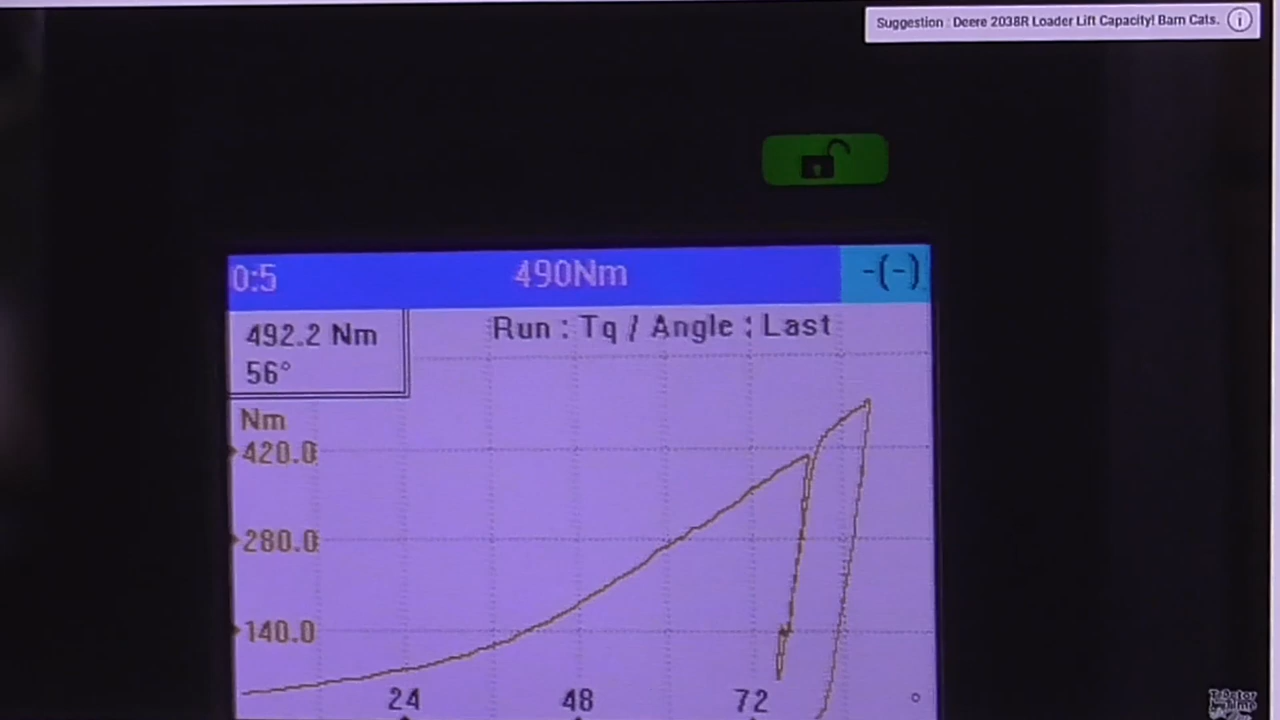 Suggestion : Deere 2038R Loader Lift Capacity! Barn Cats.
0:5
490Nm
-(-)
492.2 Nm
56°
Run : Tq / Angle : Last
Nm
420.0
280.0
140.0
24
48
72
°